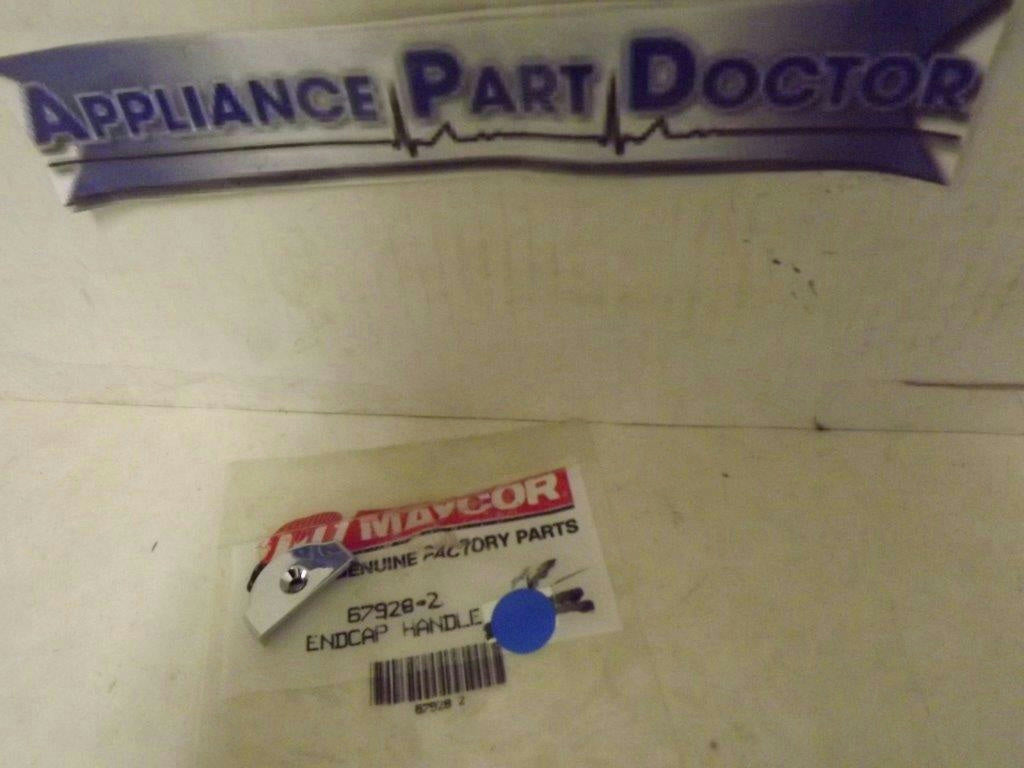 APPLIANCE PART DOCTOR
MAYCOR
GENUINE FACTORY PARTS
67928-2
ENDCAP HANDLE
67928 2